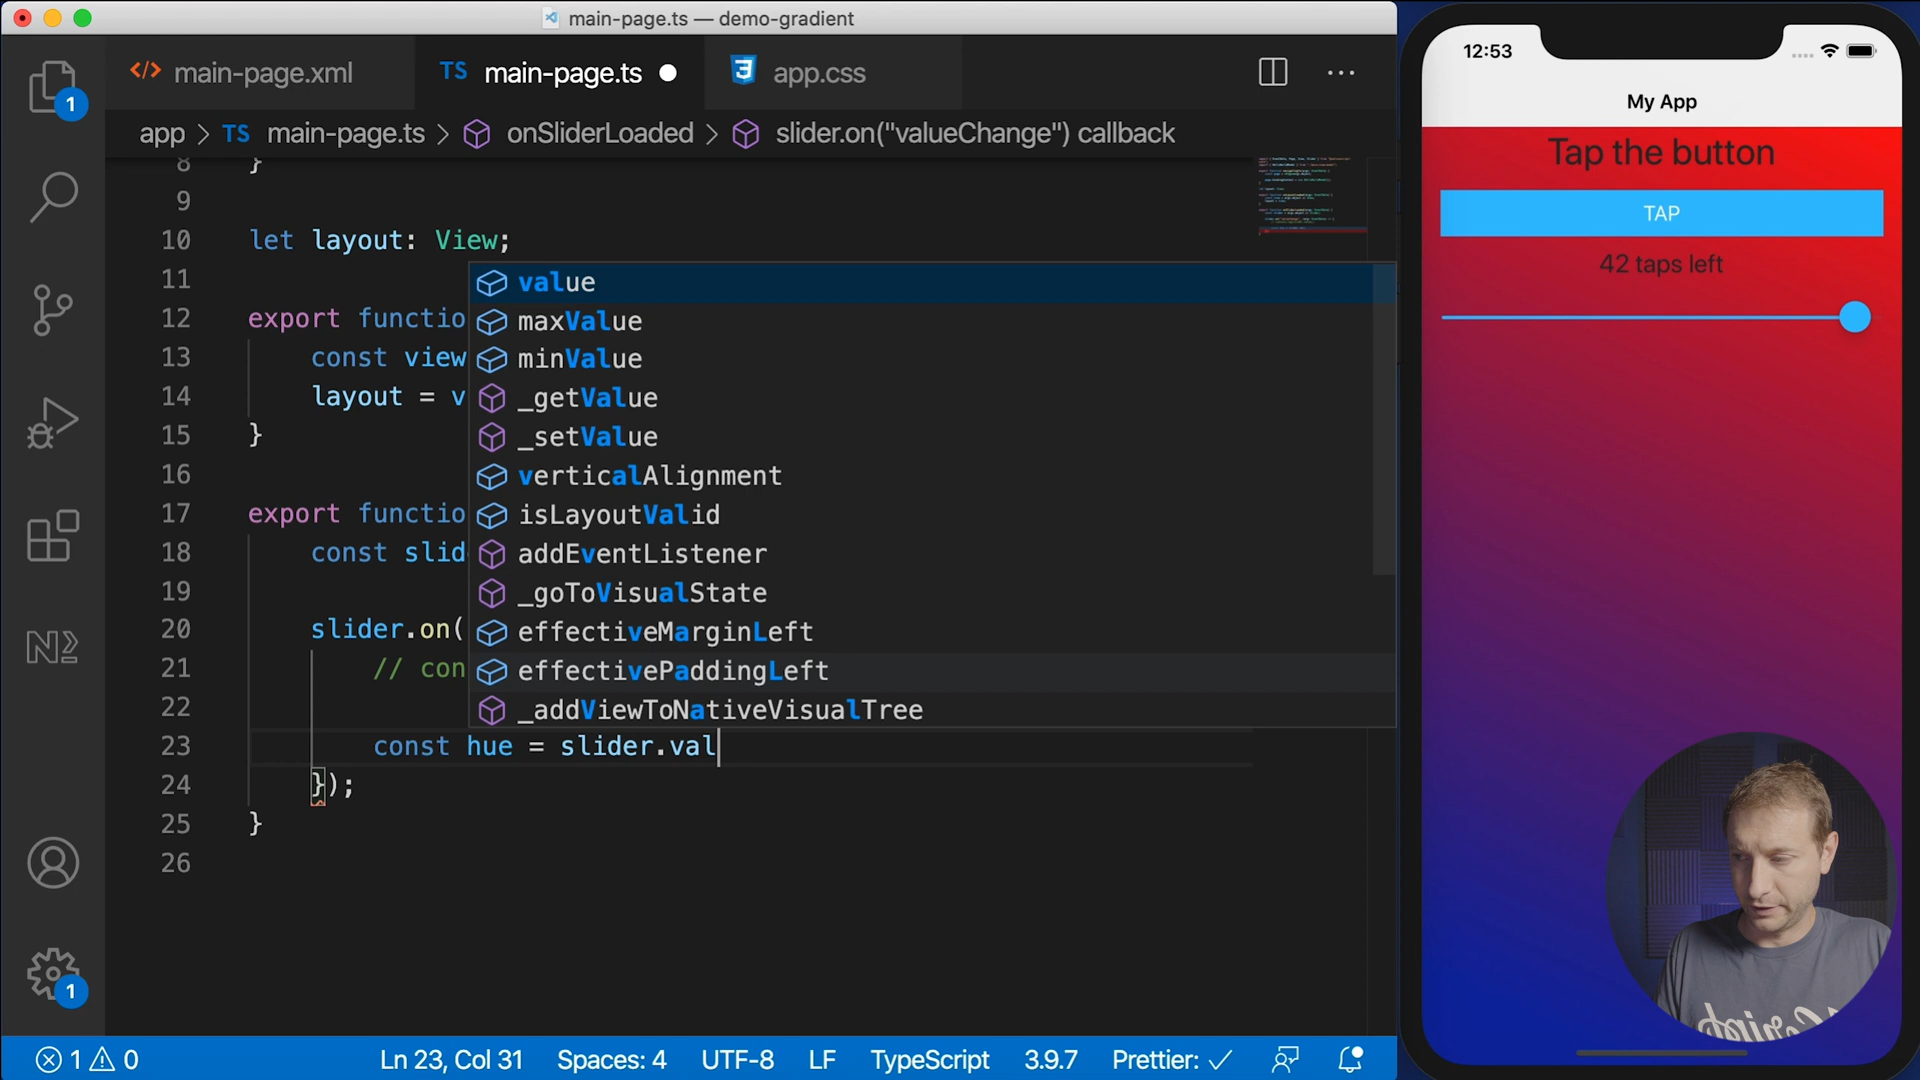 main-page.ts — demo-gradient
</> main-page.xml
TS main-page.ts
app.css
1
app > TS main-page.ts > onSliderLoaded > slider.on("valueChange") callback
8 }
9
10 let layout: View;
11
12 export functio
13 const view
14 layout = v
15 }
16
17 export functio
18 const slid
19
20 slider.on(
21 // con
22
23 const hue = slider.val
24 });
25 }
26
value
maxValue
minValue
_getValue
_setValue
verticalAlignment
isLayoutValid
addEventListener
_goToVisualState
effectiveMarginLeft
effectivePaddingLeft
_addViewToNativeVisualTree
1
1 0 Ln 23, Col 31 Spaces: 4 UTF-8 LF TypeScript 3.9.7 Prettier: ✓
12:53
My App
Tap the button
TAP
42 taps left